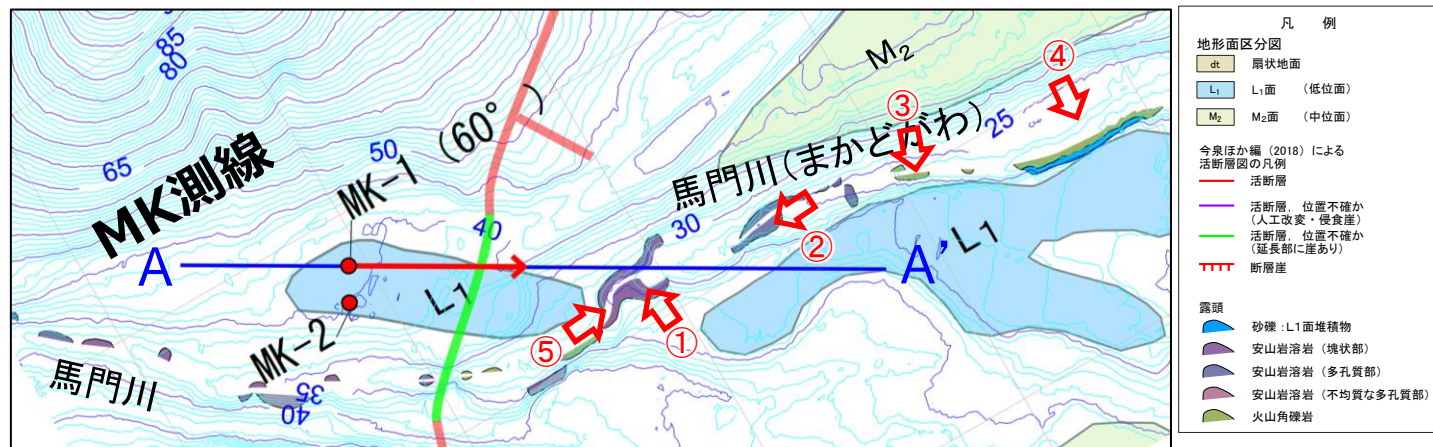 85
80
65
50
MK測線
MK-1 (60°)
M₂
④
③
25
馬門川(まかどがわ)
40
30
②
A
L₁
A'
L₁
MK-2
⑤
①
馬門川
35
40
凡 例
地形面区分図
dt 扇状地面
L₁ L₁面 (低位面)
M₂ M₂面 (中位面)
今泉ほか編 (2018) による
活断層図の凡例
活断層
活断層,位置不確か
(人工改変・侵食崖)
活断層,位置不確か
(延長部に崖あり)
断層崖
露頭
砂礫:L1面堆積物
安山岩溶岩 (塊状部)
安山岩溶岩 (多孔質部)
安山岩溶岩 (不均質な多孔質部)
火山角礫岩